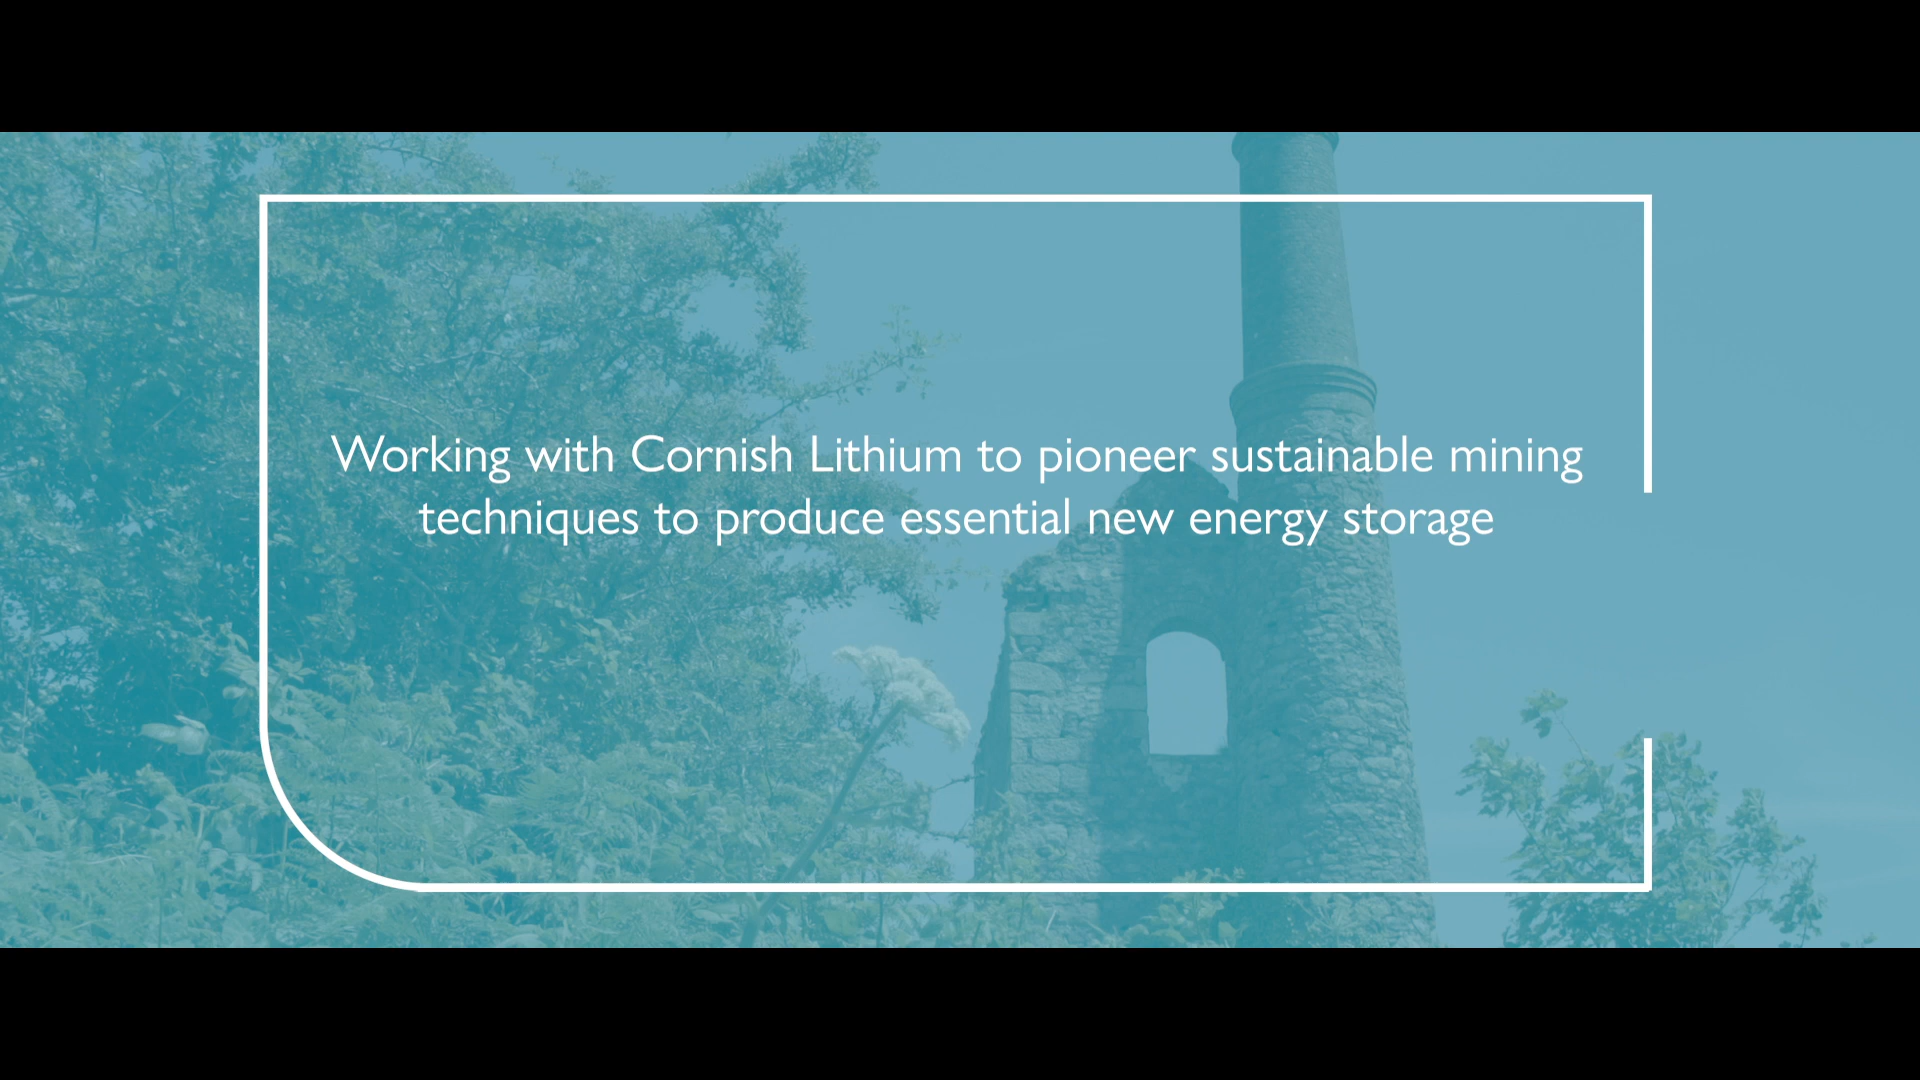 Working with Cornish Lithium to pioneer sustainable mining
techniques to produce essential new energy storage